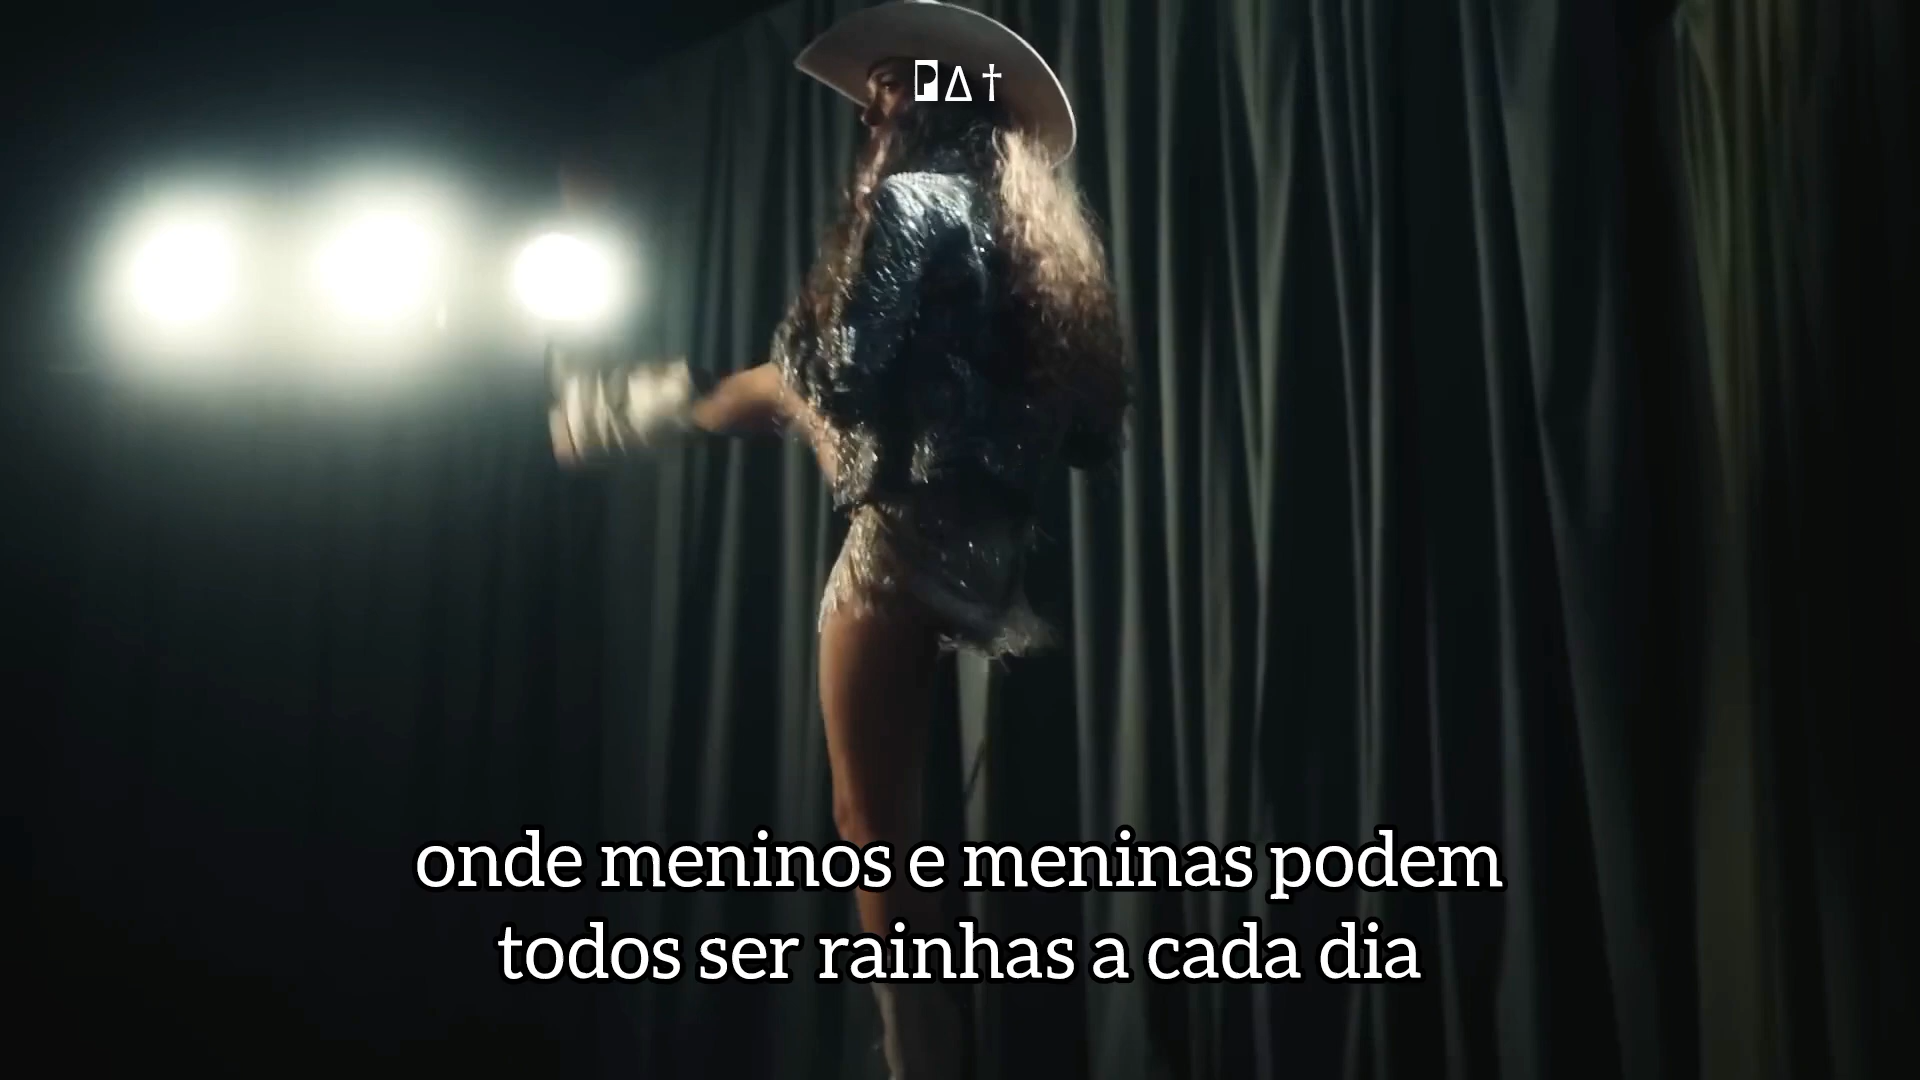 P∆†
onde meninos e meninas podem
todos ser rainhas a cada dia